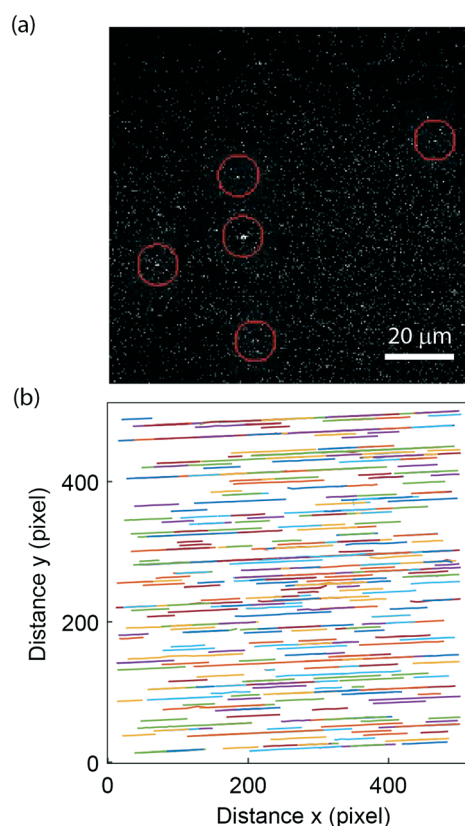 (a)
20 μm
(b)
400
200
0
0 200 400
Distance y (pixel)
Distance x (pixel)